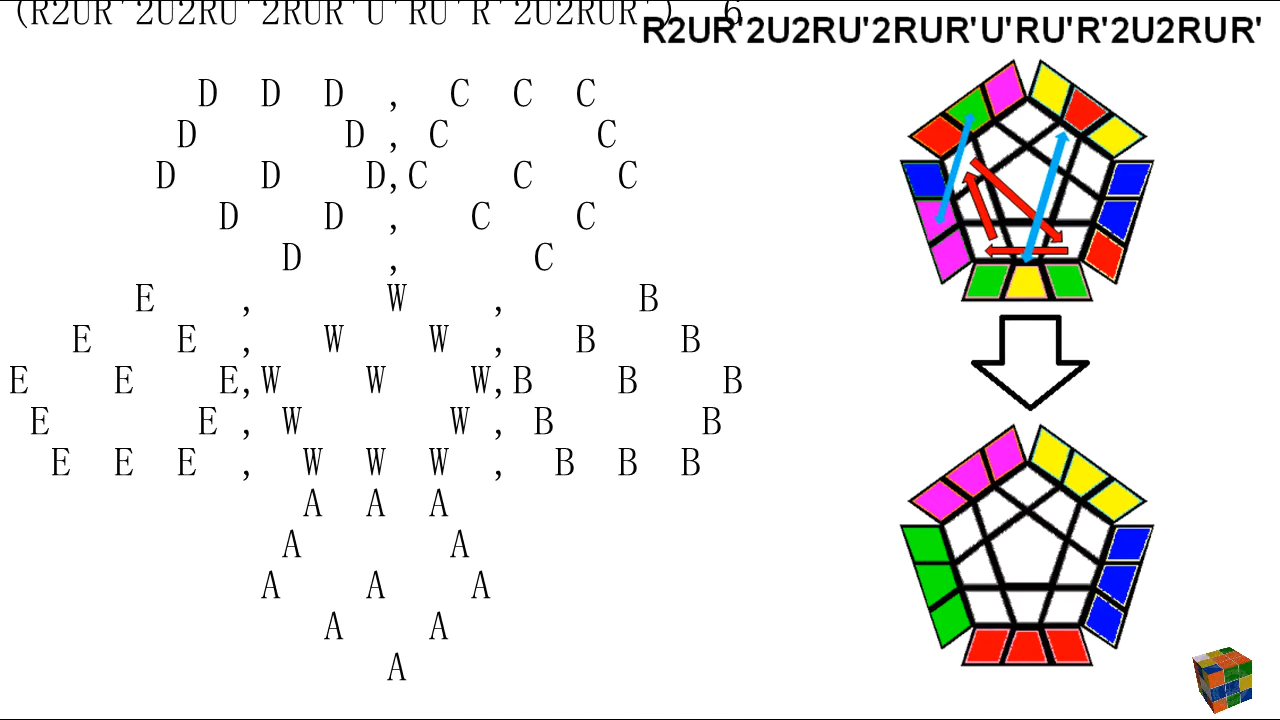 (R2UR'2U2RU'2RUR'U'RU'R'2U2RUR') 6
R2UR'2U2RU'2RUR'U'RU'R'2U2RUR'
D D D , C C C
D D , C C
D D D,C C C
D D , C C
D , C
E , W , B
E E , W W , B B
E E E,W W W,B B B
E E , W W , B B
E E E , W W W , B B B
A A A
A A
A A A
A A
A